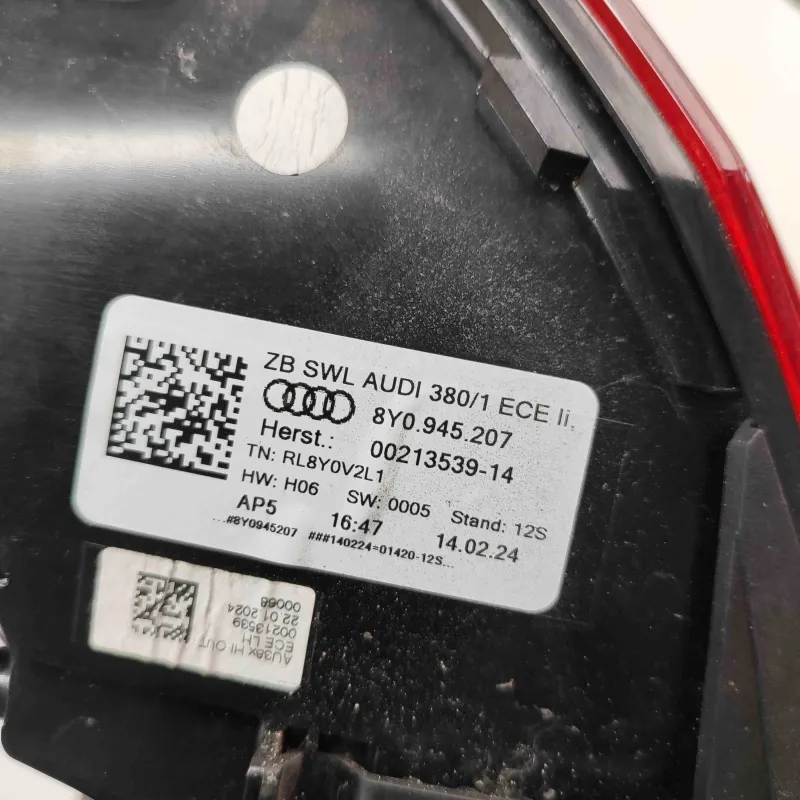 ZB SWL AUDI 380/1 ECE li.
8Y0.945.207
Herst.: 00213539-14
TN: RL8Y0V2L1
HW: H06 SW: 0005 Stand: 12S
AP5 16:47 14.02.24
...#8Y0945207 ###140224=01420-12S...
AU38x HI OUT
ECE LH
00213539
22.01.2024
00068